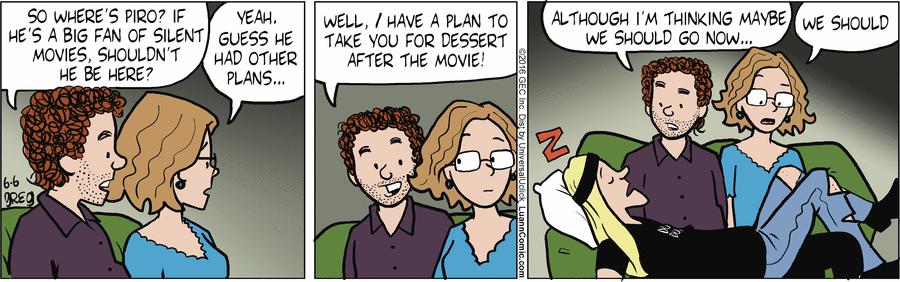 SO WHERE'S PIRO? IF
HE'S A BIG FAN OF SILENT
MOVIES, SHOULDN'T
HE BE HERE?
YEAH.
GUESS HE
HAD OTHER
PLANS...
6-6
GREG
WELL, I HAVE A PLAN TO
TAKE YOU FOR DESSERT
AFTER THE MOVIE!
©2016 GEC Inc. Dist by UniversalUclick LuannComic.com
ALTHOUGH I'M THINKING MAYBE
WE SHOULD GO NOW...
WE SHOULD
Z